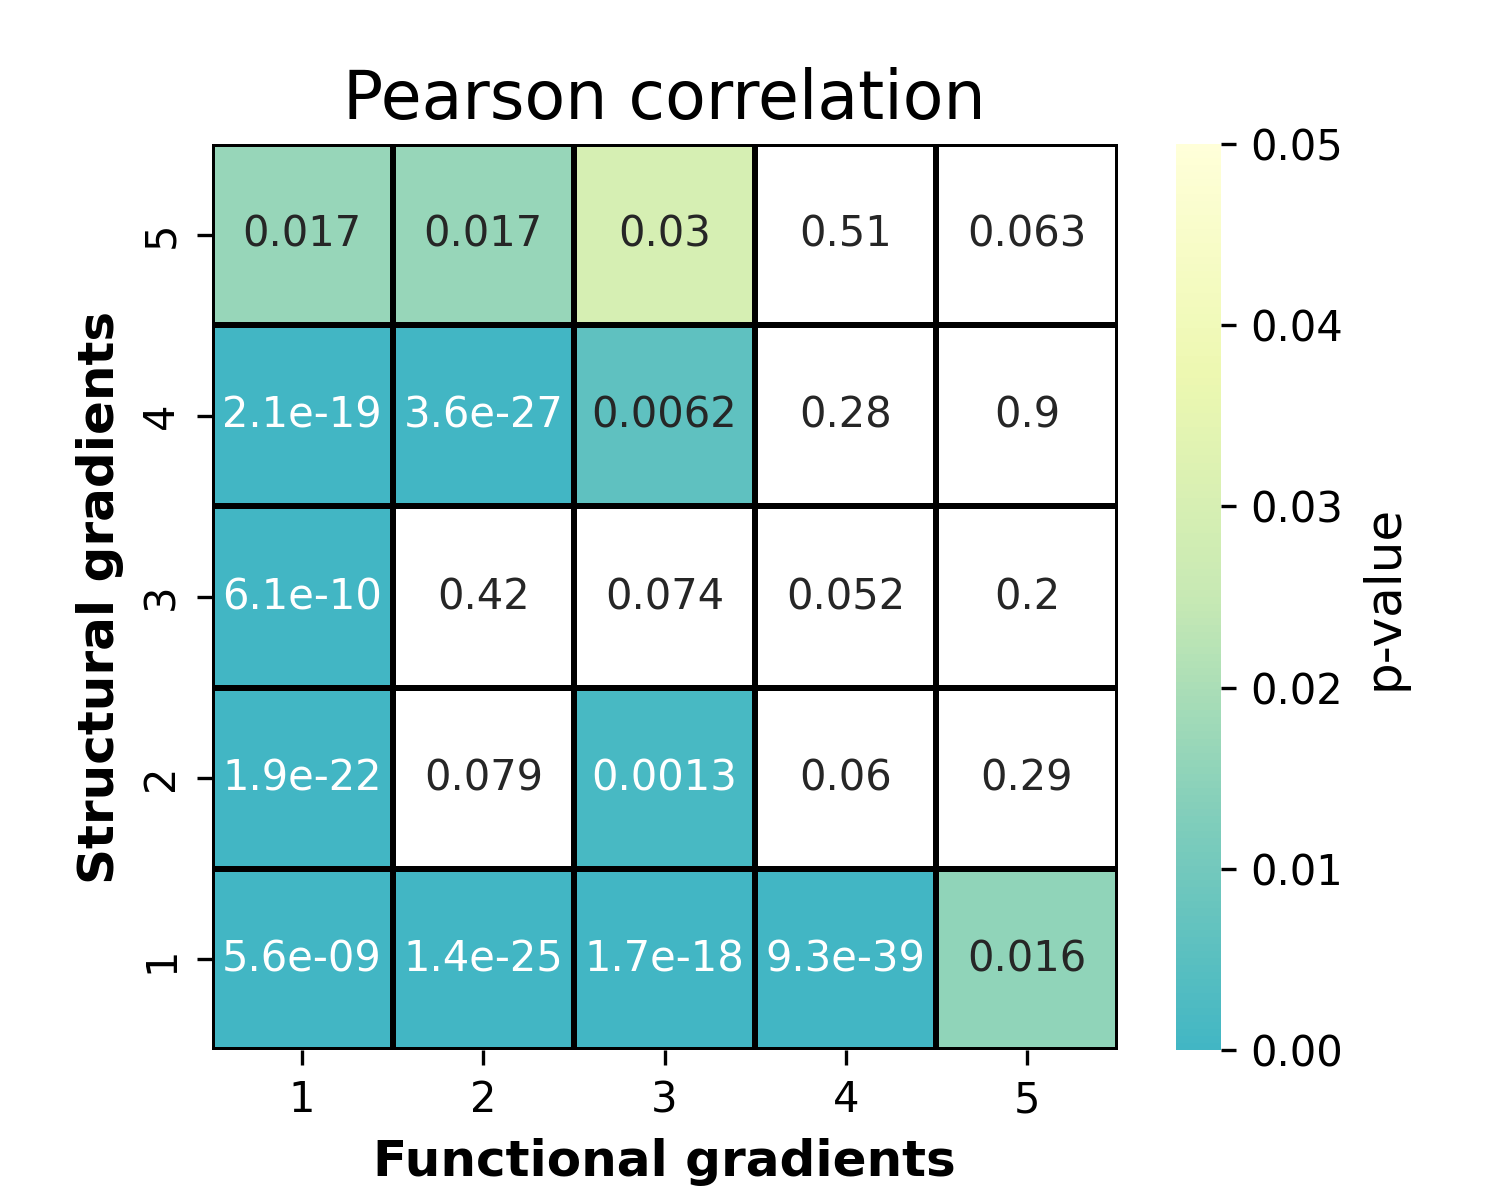 Pearson correlation
0.017 0.017 0.03 0.51 0.063
2.1e-19 3.6e-27 0.0062 0.28 0.9
6.1e-10 0.42 0.074 0.052 0.2
1.9e-22 0.079 0.0013 0.06 0.29
5.6e-09 1.4e-25 1.7e-18 9.3e-39 0.016
5
4
3
2
1
Structural gradients
1 2 3 4 5
Functional gradients
0.05
0.04
0.03
0.02
0.01
0.00
p-value